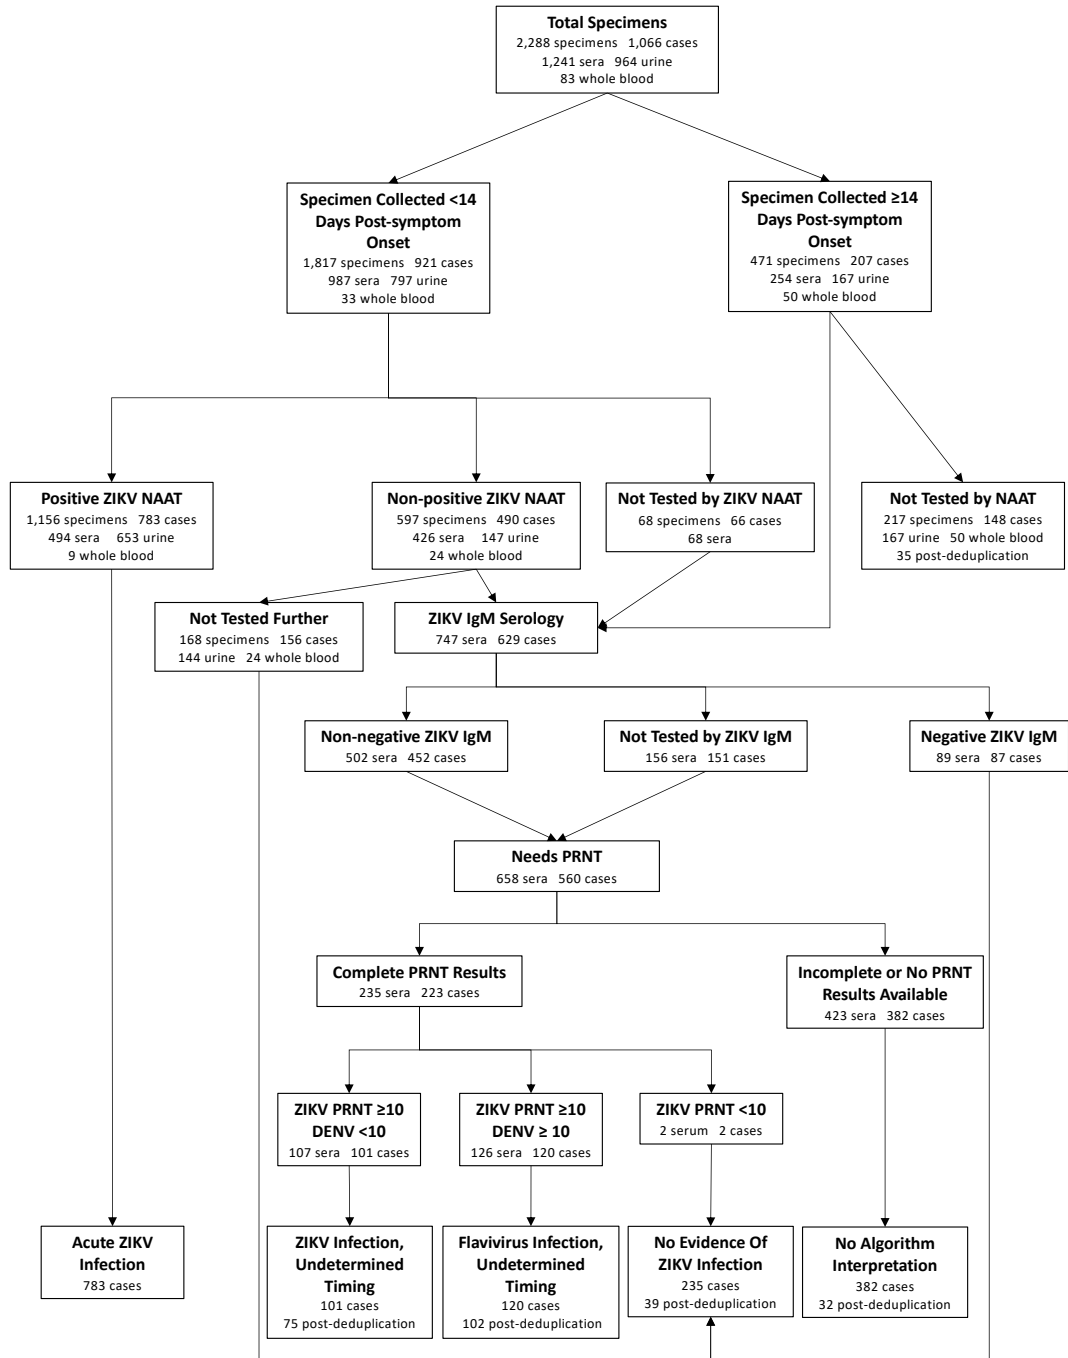 Total Specimens
2,288 specimens 1,066 cases
1,241 sera 964 urine
83 whole blood
Specimen Collected <14
Days Post-symptom
Onset
1,817 specimens 921 cases
987 sera 797 urine
33 whole blood
Specimen Collected ≥14
Days Post-symptom
Onset
471 specimens 207 cases
254 sera 167 urine
50 whole blood
Positive ZIKV NAAT
1,156 specimens 783 cases
494 sera 653 urine
9 whole blood
Non-positive ZIKV NAAT
597 specimens 490 cases
426 sera 147 urine
24 whole blood
Not Tested by ZIKV NAAT
68 specimens 66 cases
68 sera
Not Tested by NAAT
217 specimens 148 cases
167 urine 50 whole blood
35 post-deduplication
Not Tested Further
168 specimens 156 cases
144 urine 24 whole blood
ZIKV IgM Serology
747 sera 629 cases
Non-negative ZIKV IgM
502 sera 452 cases
Not Tested by ZIKV IgM
156 sera 151 cases
Negative ZIKV IgM
89 sera 87 cases
Needs PRNT
658 sera 560 cases
Complete PRNT Results
235 sera 223 cases
Incomplete or No PRNT
Results Available
423 sera 382 cases
ZIKV PRNT ≥10
DENV <10
107 sera 101 cases
ZIKV PRNT ≥10
DENV ≥ 10
126 sera 120 cases
ZIKV PRNT <10
2 serum 2 cases
Acute ZIKV
Infection
783 cases
ZIKV Infection,
Undetermined
Timing
101 cases
75 post-deduplication
Flavivirus Infection,
Undetermined
Timing
120 cases
102 post-deduplication
No Evidence Of
ZIKV Infection
235 cases
39 post-deduplication
No Algorithm
Interpretation
382 cases
32 post-deduplication